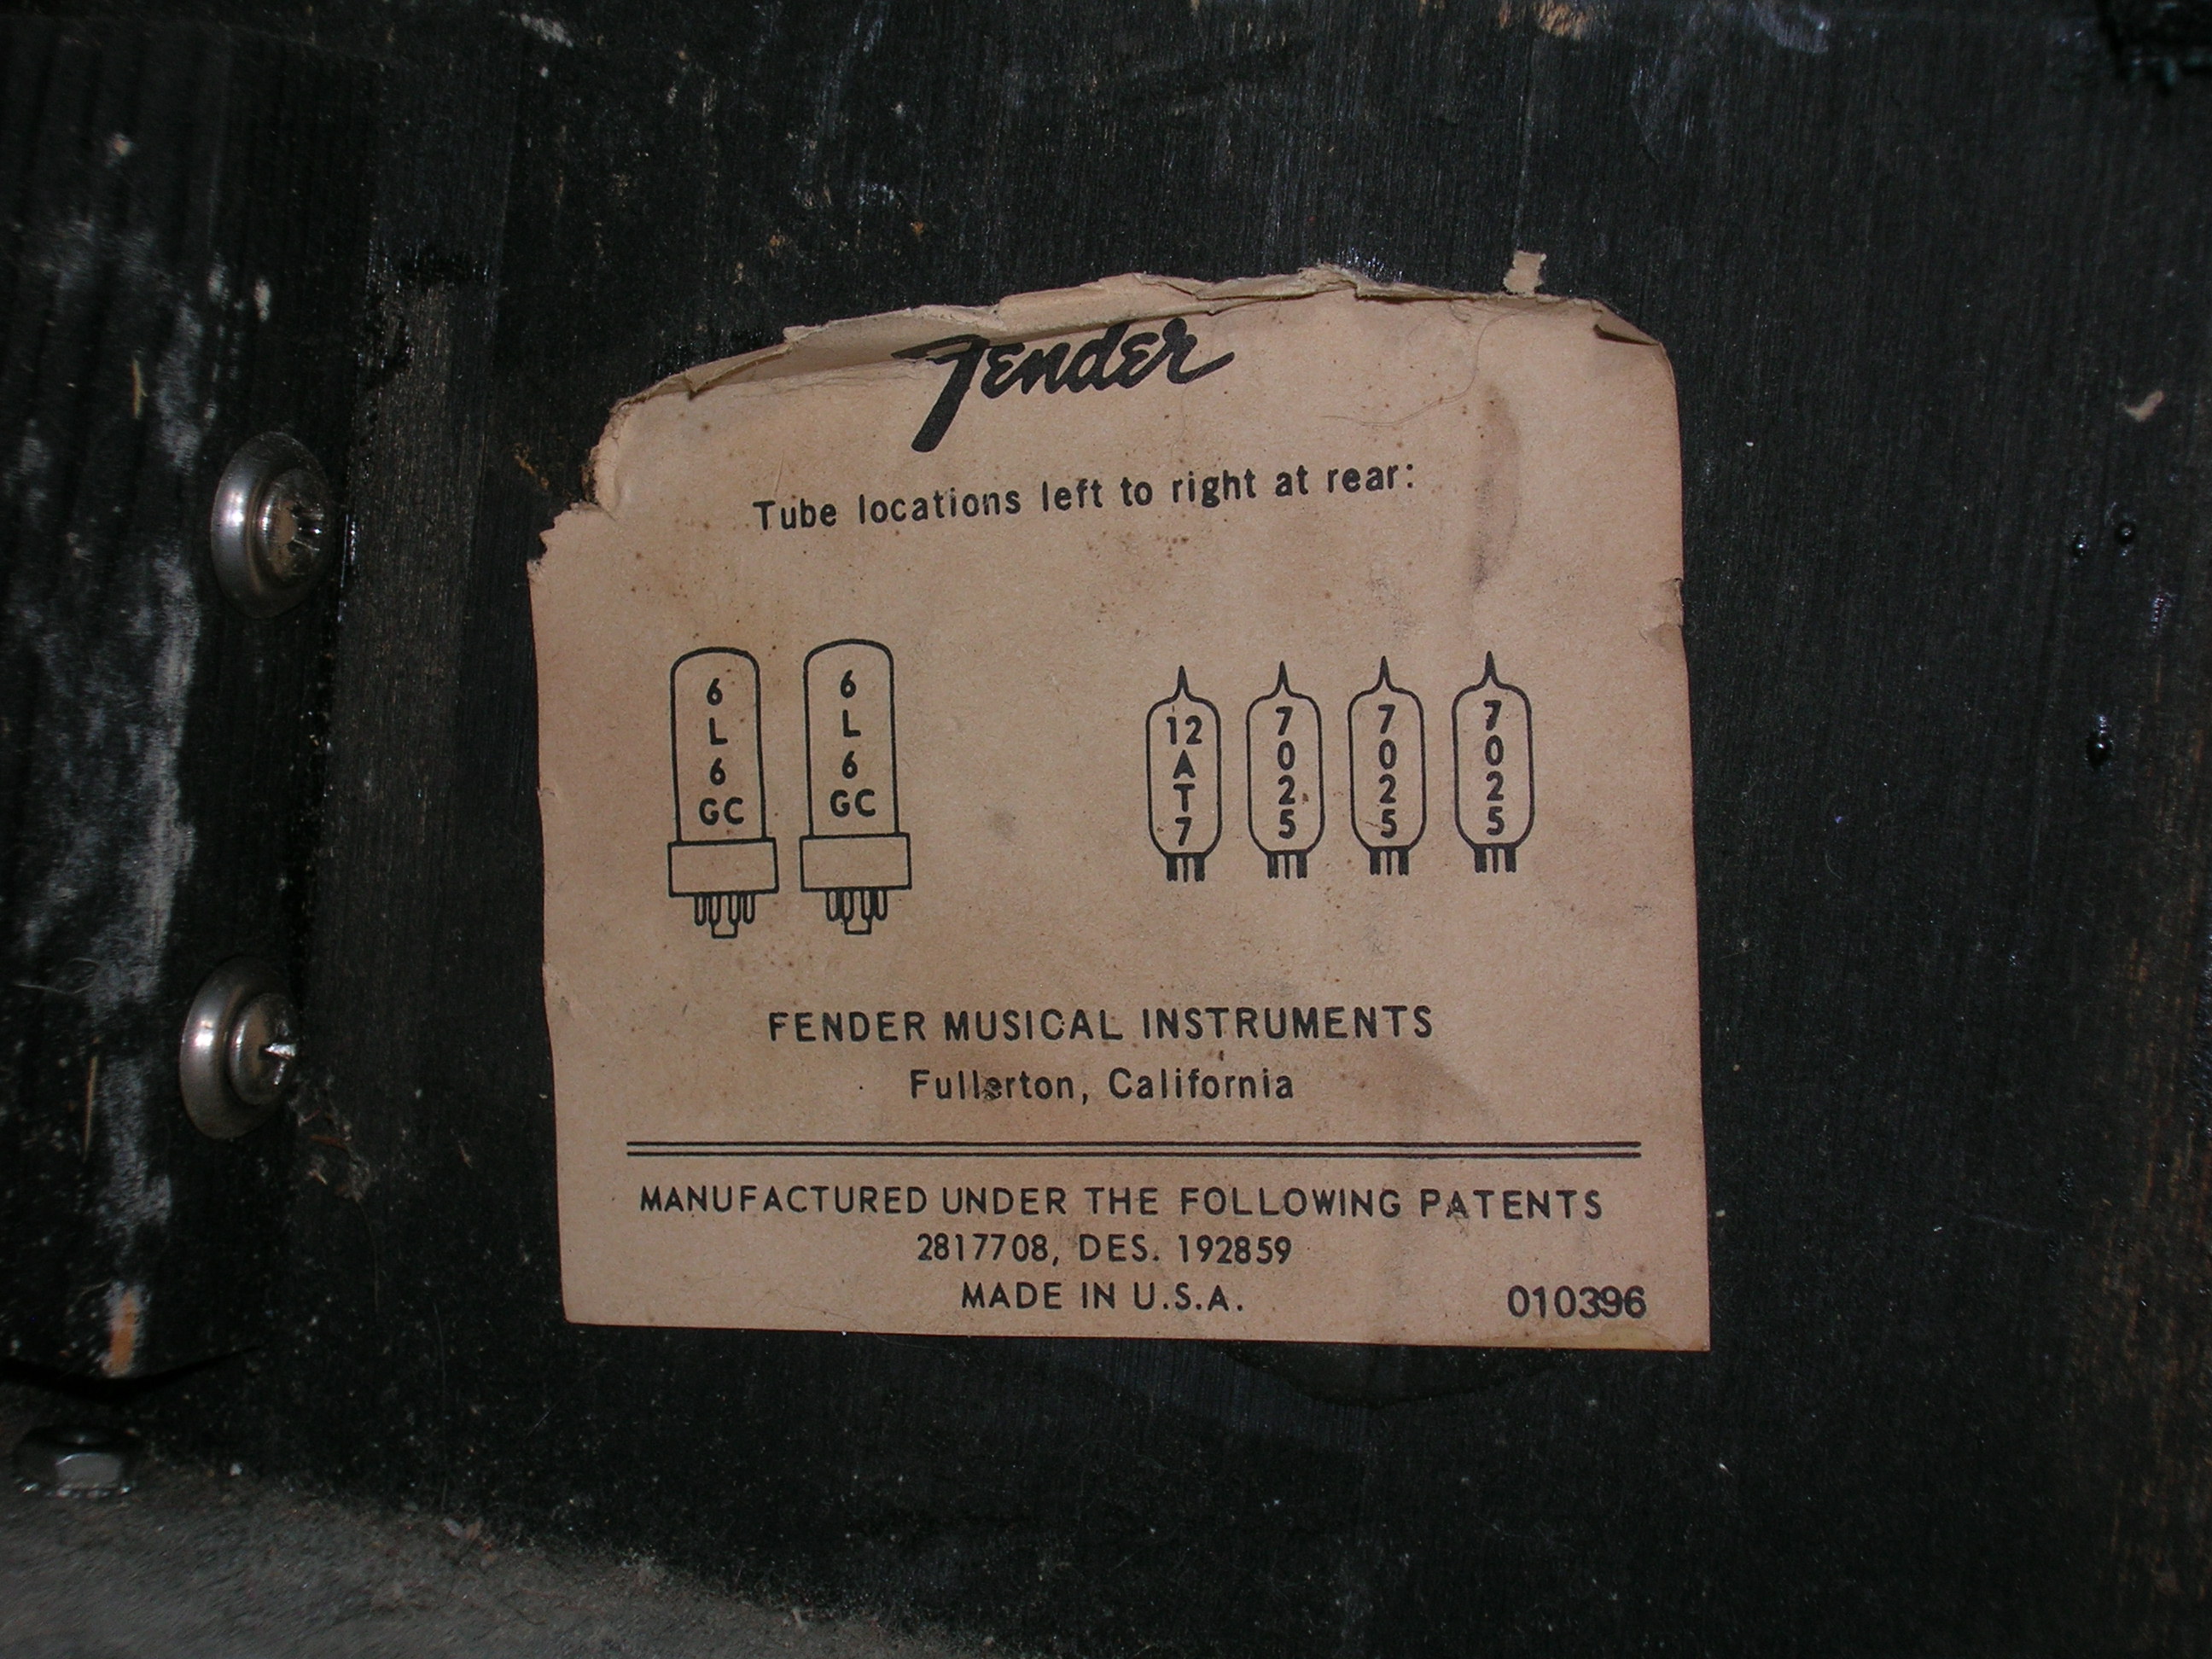 Fender
Tube locations left to right at rear:
6
L
6
GC
6
L
6
GC
12
A
T
7
7
0
2
5
7
0
2
5
7
0
2
5
FENDER MUSICAL INSTRUMENTS
Fullerton, California
MANUFACTURED UNDER THE FOLLOWING PATENTS
2817708, DES. 192859
MADE IN U.S.A.
010396